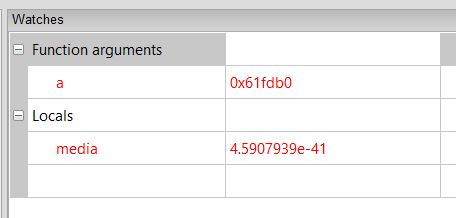 Watches
Function arguments
a 0x61fdb0
Locals
media 4.5907939e-41